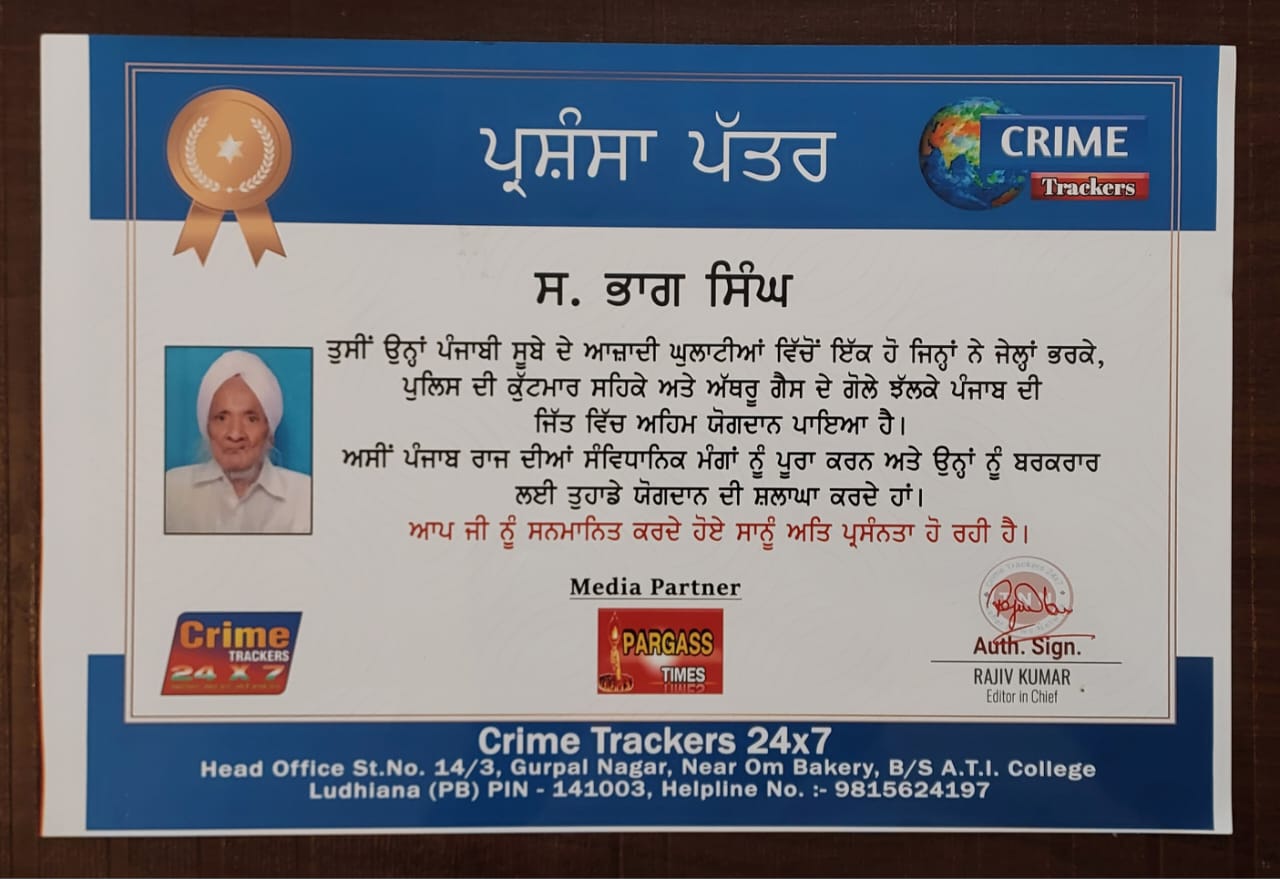 ਪ੍ਰਸ਼ੰਸਾ ਪੱਤਰ
CRIME
Trackers
ਸ. ਭਾਗ ਸਿੰਘ
ਤੁਸੀਂ ਉਨ੍ਹਾਂ ਪੰਜਾਬੀ ਸੂਬੇ ਦੇ ਆਜ਼ਾਦੀ ਘੁਲਾਟੀਆਂ ਵਿੱਚੋਂ ਇੱਕ ਹੋ ਜਿਨ੍ਹਾਂ ਨੇ ਜੇਲ੍ਹਾਂ ਭਰਕੇ,
ਪੁਲਿਸ ਦੀ ਕੁੱਟਮਾਰ ਸਹਿਕੇ ਅਤੇ ਅੱਥਰੂ ਗੈਸ ਦੇ ਗੋਲੇ ਝੱਲਕੇ ਪੰਜਾਬ ਦੀ
ਜਿੱਤ ਵਿੱਚ ਅਹਿਮ ਯੋਗਦਾਨ ਪਾਇਆ ਹੈ।
ਅਸੀਂ ਪੰਜਾਬ ਰਾਜ ਦੀਆਂ ਸੰਵਿਧਾਨਿਕ ਮੰਗਾਂ ਨੂੰ ਪੂਰਾ ਕਰਨ ਅਤੇ ਉਨ੍ਹਾਂ ਨੂੰ ਬਰਕਰਾਰ
ਲਈ ਤੁਹਾਡੇ ਯੋਗਦਾਨ ਦੀ ਸ਼ਲਾਘਾ ਕਰਦੇ ਹਾਂ।
ਆਪ ਜੀ ਨੂੰ ਸਨਮਾਨਿਤ ਕਰਦੇ ਹੋਏ ਸਾਨੂੰ ਅਤਿ ਪ੍ਰਸੰਨਤਾ ਹੋ ਰਹੀ ਹੈ।
Media Partner
Crime
TRACKERS
24 X 7
PARGASS
TIMES
Crime Trackers 24x7
Auth. Sign.
RAJIV KUMAR
Editor in Chief
Crime Trackers 24x7
Head Office St.No. 14/3, Gurpal Nagar, Near Om Bakery, B/S A.T.I. College
Ludhiana (PB) PIN - 141003, Helpline No. :- 9815624197